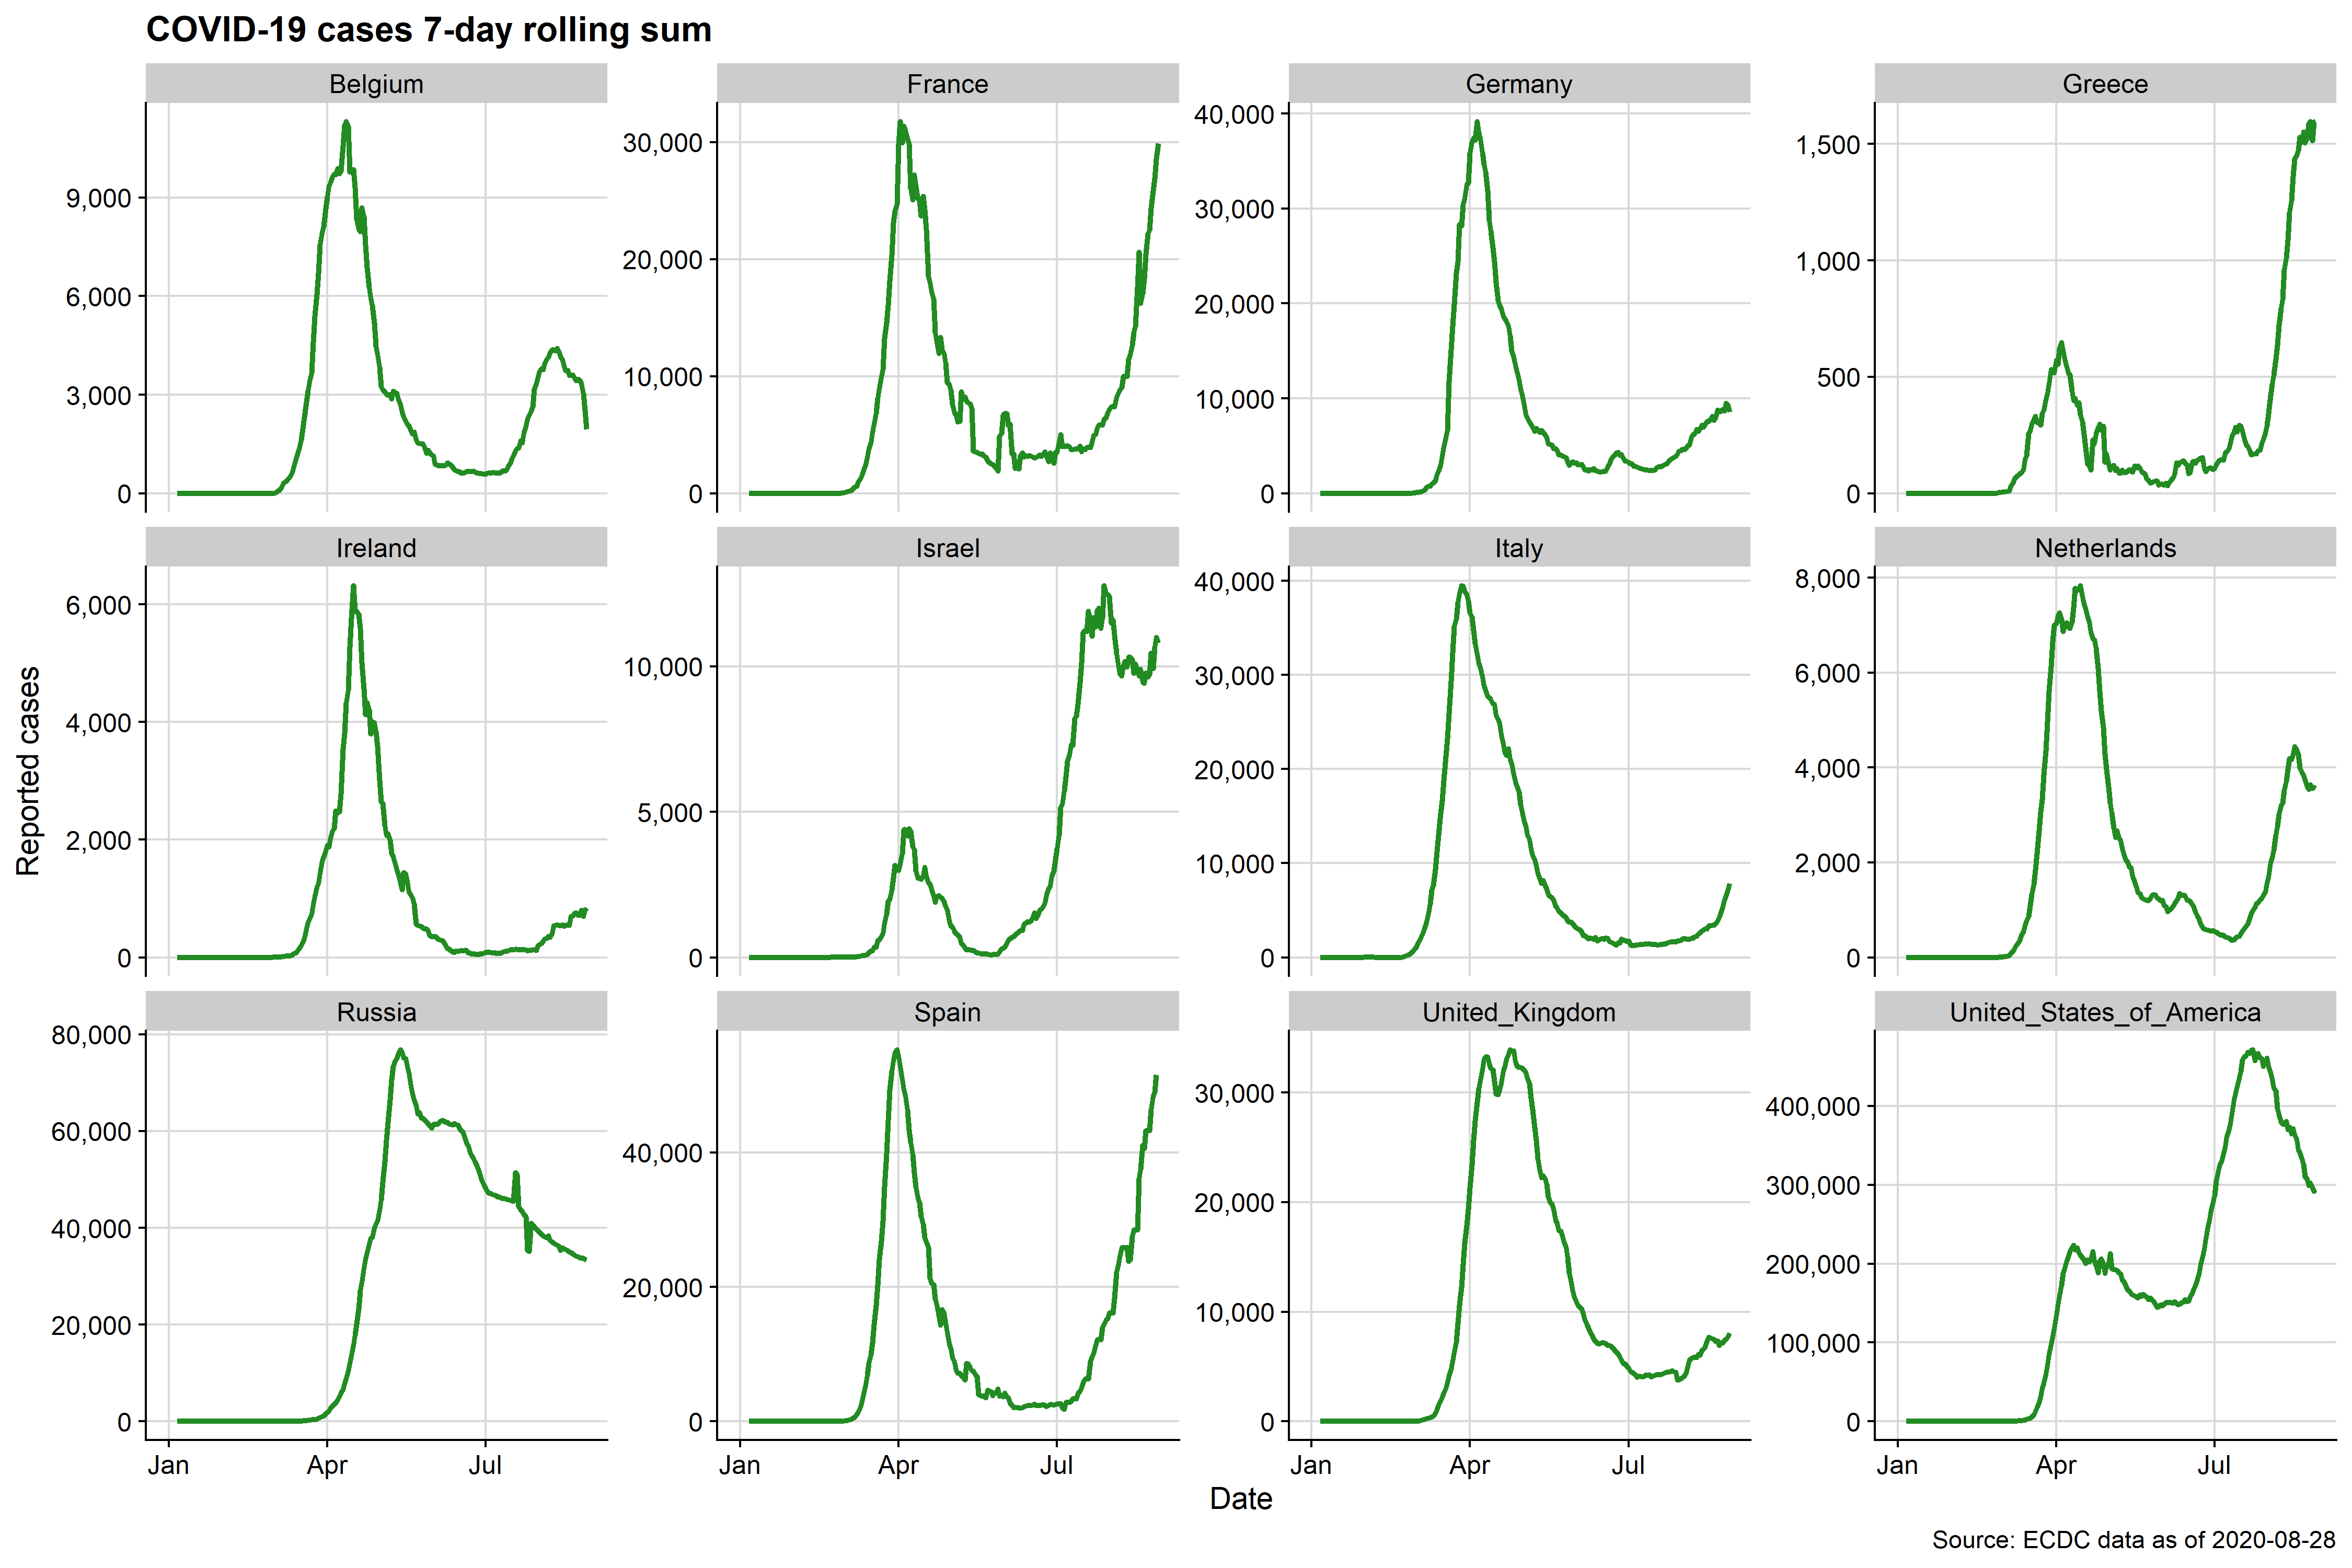 COVID-19 cases 7-day rolling sum
Belgium
9,000
6,000
3,000
0
France
30,000
20,000
10,000
0
Germany
40,000
30,000
20,000
10,000
0
Greece
1,500
1,000
500
0
Reported cases
Ireland
6,000
4,000
2,000
0
Israel
10,000
5,000
0
Italy
40,000
30,000
20,000
10,000
0
Netherlands
8,000
6,000
4,000
2,000
0
Russia
80,000
60,000
40,000
20,000
0
Jan Apr Jul
Spain
40,000
20,000
0
Jan Apr Jul
United_Kingdom
30,000
20,000
10,000
0
Jan Apr Jul
United_States_of_America
400,000
300,000
200,000
100,000
0
Jan Apr Jul
Date
Source: ECDC data as of 2020-08-28